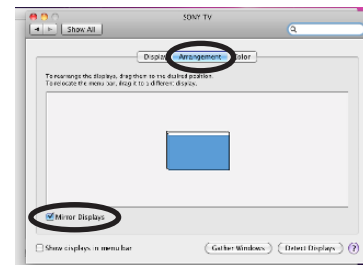 SONY TV
Show All
Display Arrangement Color
To rearrange the displays, drag them to the desired position.
To relocate the menu bar, drag it to a different display.
Mirror Displays
Show displays in menu bar
Gather Windows
Detect Displays
?